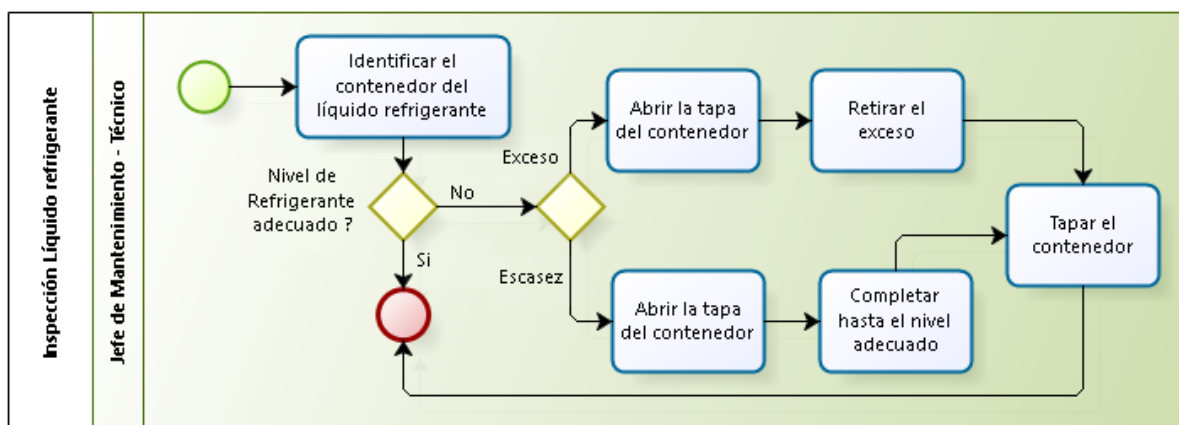 Inspección Líquido refrigerante
Jefe de Mantenimiento - Técnico
Identificar el
contenedor del
líquido refrigerante
Nivel de
Refrigerante
adecuado ?
No
Si
Exceso
Abrir la tapa
del contenedor
Retirar el
exceso
Escasez
Abrir la tapa
del contenedor
Completar
hasta el nivel
adecuado
Tapar el
contenedor